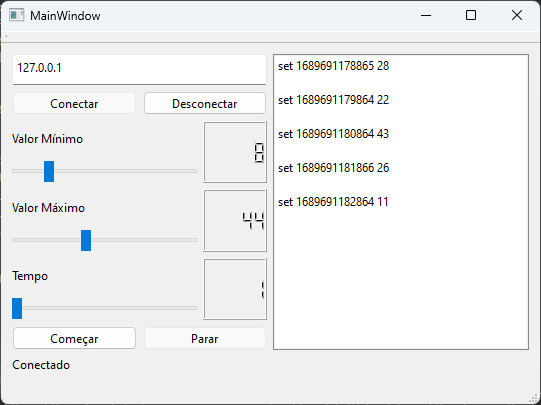 MainWindow
127.0.0.1
Conectar
Desconectar
Valor Mínimo
8
Valor Máximo
44
Tempo
1
Começar
Parar
Conectado
set 1689691178865 28
set 1689691179864 22
set 1689691180864 43
set 1689691181866 26
set 1689691182864 11